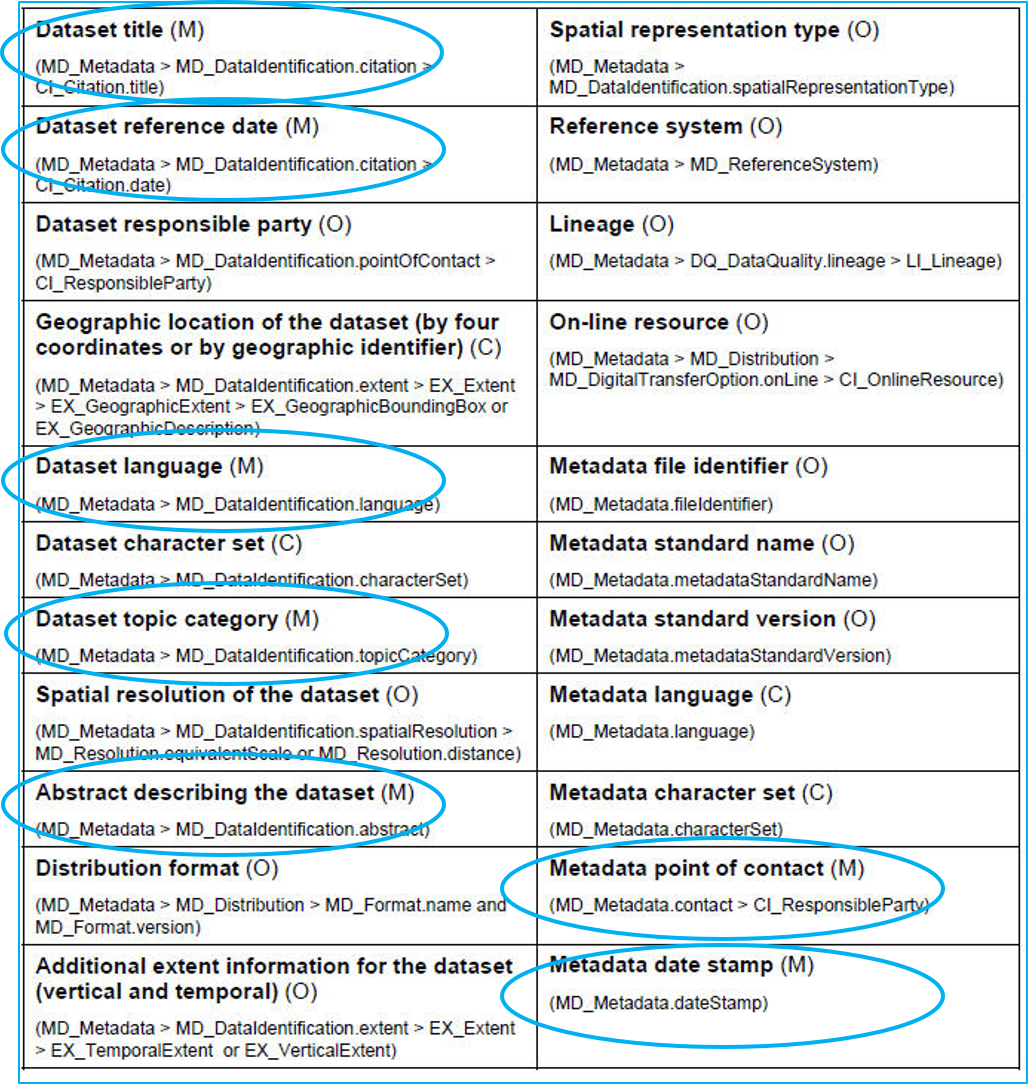 Dataset title (M)
(MD_Metadata > MD_DataIdentification.citation >
CI_Citation.title)
Spatial representation type (O)
(MD_Metadata >
MD_DataIdentification.spatialRepresentationType)
Dataset reference date (M)
(MD_Metadata > MD_DataIdentification.citation >
CI_Citation.date)
Reference system (O)
(MD_Metadata > MD_ReferenceSystem)
Dataset responsible party (O)
(MD_Metadata > MD_DataIdentification.pointOfContact >
CI_ResponsibleParty)
Lineage (O)
(MD_Metadata > DQ_DataQuality.lineage > LI_Lineage)
Geographic location of the dataset (by four
coordinates or by geographic identifier) (C)
(MD_Metadata > MD_DataIdentification.extent > EX_Extent
> EX_GeographicExtent > EX_GeographicBoundingBox or
EX_GeographicDescription)
On-line resource (O)
(MD_Metadata > MD_Distribution >
MD_DigitalTransferOption.onLine > CI_OnlineResource)
Dataset language (M)
(MD_Metadata > MD_DataIdentification.language)
Metadata file identifier (O)
(MD_Metadata.fileIdentifier)
Dataset character set (C)
(MD_Metadata > MD_DataIdentification.characterSet)
Metadata standard name (O)
(MD_Metadata.metadataStandardName)
Dataset topic category (M)
(MD_Metadata > MD_DataIdentification.topicCategory)
Metadata standard version (O)
(MD_Metadata.metadataStandardVersion)
Spatial resolution of the dataset (O)
(MD_Metadata > MD_DataIdentification.spatialResolution >
MD_Resolution.equivalentScale or MD_Resolution.distance)
Metadata language (C)
(MD_Metadata.language)
Abstract describing the dataset (M)
(MD_Metadata > MD_DataIdentification.abstract)
Metadata character set (C)
(MD_Metadata.characterSet)
Distribution format (O)
(MD_Metadata > MD_Distribution > MD_Format.name and
MD_Format.version)
Metadata point of contact (M)
(MD_Metadata.contact > CI_ResponsibleParty)
Additional extent information for the dataset
(vertical and temporal) (O)
(MD_Metadata > MD_DataIdentification.extent > EX_Extent
> EX_TemporalExtent or EX_VerticalExtent)
Metadata date stamp (M)
(MD_Metadata.dateStamp)